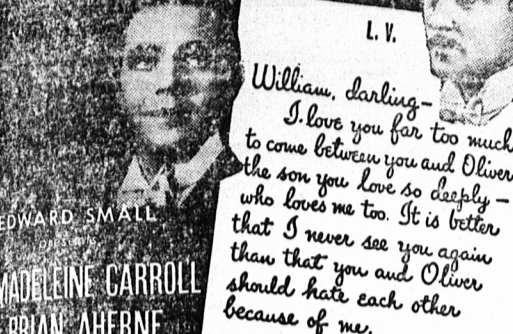 L. V.
William, darling—
I love you far too much
to come between you and Oliver
the son you love so deeply—
who loves me too. It is better
that I never see you again
than that you and Oliver
should hate each other
because of me.
EDWARD SMALL
MADELEINE CARROLL
BRIAN AHERNE